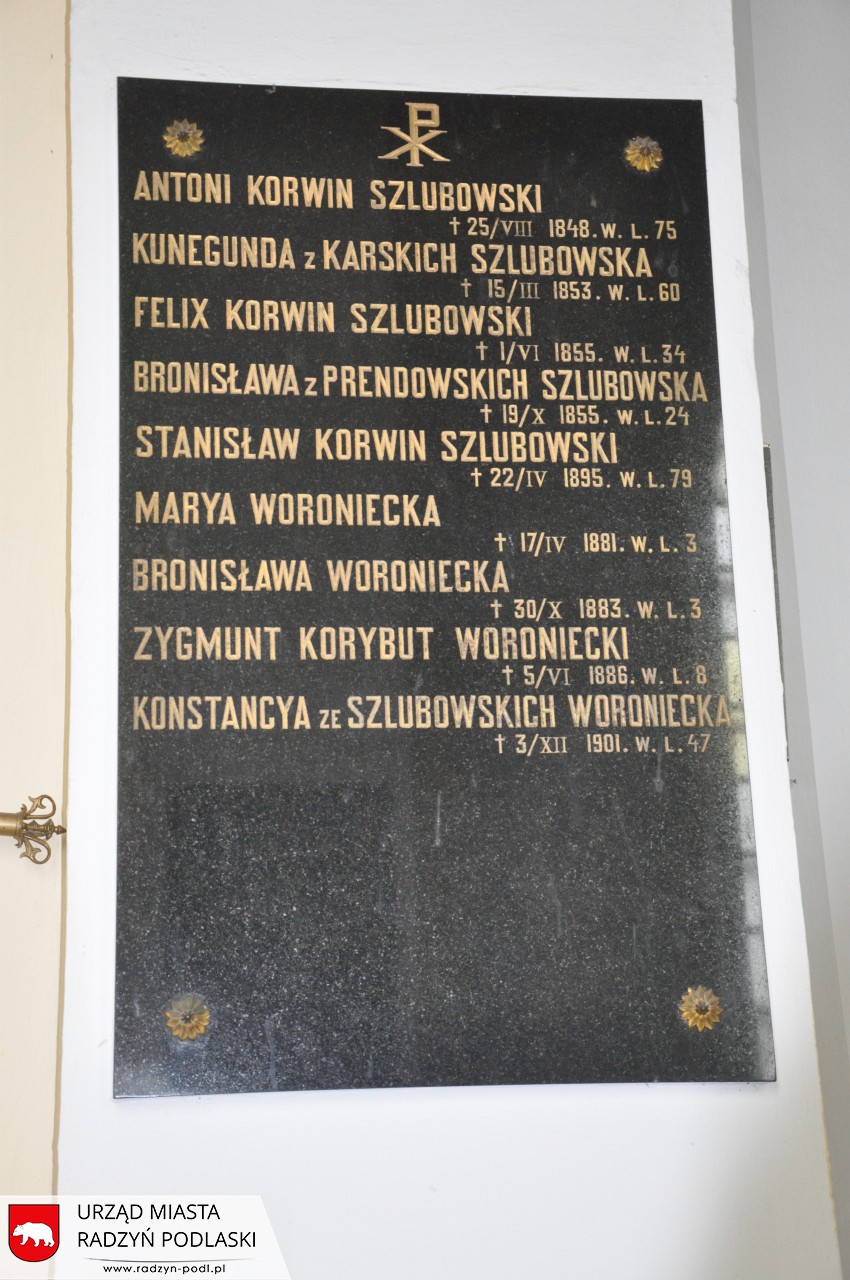 ANTONI KORWIN SZLUBOWSKI
† 25/VIII 1848. W. L. 75
KUNEGUNDA z KARSKICH SZLUBOWSKA
† 15/III 1853. W. L. 60
FELIX KORWIN SZLUBOWSKI
† 1/VI 1855. W. L. 34
BRONISŁAWA z PRENDOWSKICH SZLUBOWSKA
† 19/X 1855. W. L. 24
STANISŁAW KORWIN SZLUBOWSKI
† 22/IV 1895. W. L. 79
MARYA WORONIECKA
† 17/IV 1881. W. L. 3
BRONISŁAWA WORONIECKA
† 30/X 1883. W. L. 3
ZYGMUNT KORYBUT WORONIECKI
† 5/VI 1886. W. L. 8
KONSTANCYA ZE SZLUBOWSKICH WORONIECKA
† 3/XII 1901. W. L. 47
URZĄD MIASTA
RADZYŃ PODLASKI
www.radzyn-podl.pl